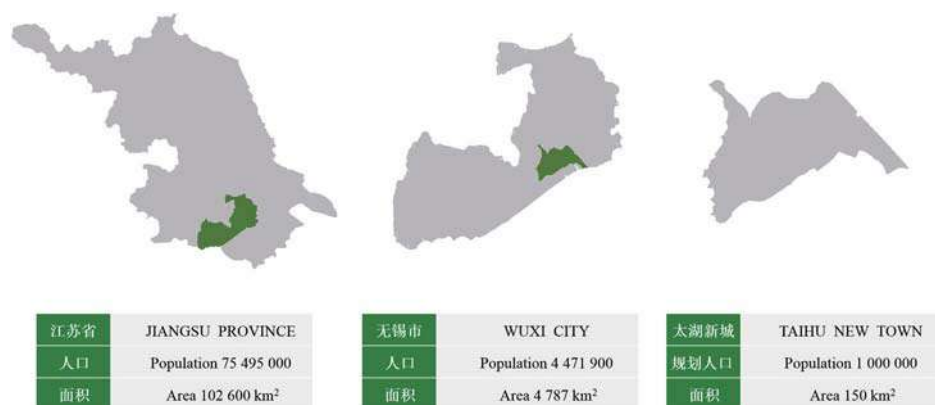 江苏省 JIANGSU PROVINCE
人口 Population 75 495 000
面积 Area 102 600 km²
无锡市 WUXI CITY
人口 Population 4 471 900
面积 Area 4 787 km²
太湖新城 TAIHU NEW TOWN
规划人口 Population 1 000 000
面积 Area 150 km²